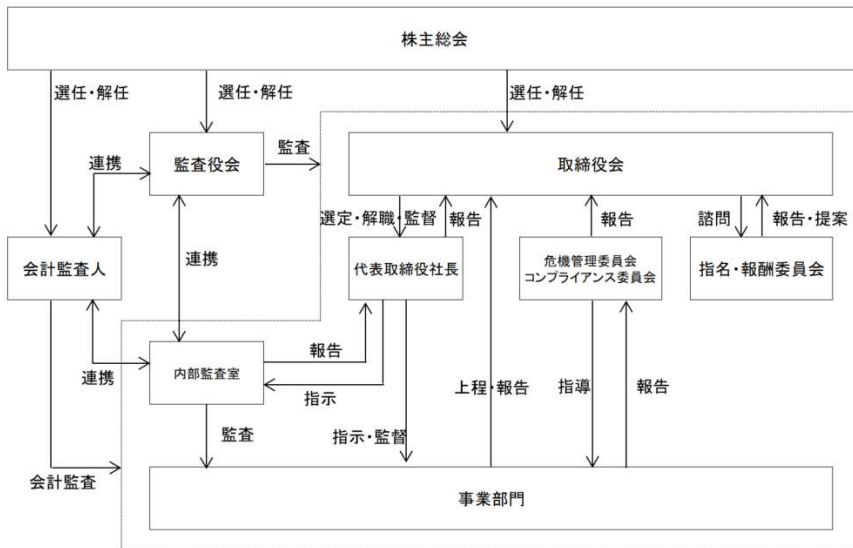 株主総会
選任・解任
選任・解任
選任・解任
監査役会
監査
取締役会
連携
選定・解職・監督
報告
報告
諮問
報告・提案
連携
会計監査人
代表取締役社長
危機管理委員会
コンプライアンス委員会
指名・報酬委員会
内部監査室
報告
連携
指示
上程・報告
指導
報告
監査
指示・監督
会計監査
事業部門